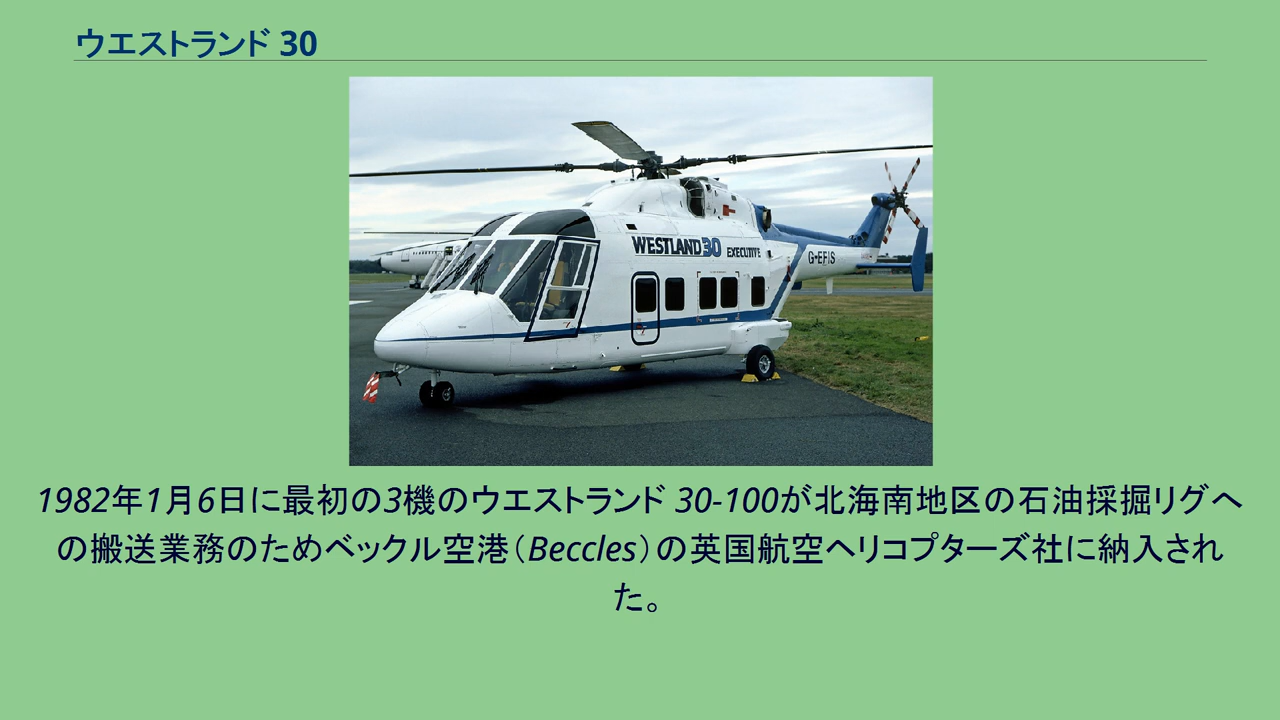 ウエストランド 30
WESTLAND 30 EXECUTIVE
G-EFIS
1982年1月6日に最初の3機のウエストランド 30-100が北海南地区の石油採掘リグへ
の搬送業務のためベックル空港（Beccles）の英国航空ヘリコプターズ社に納入され
た。